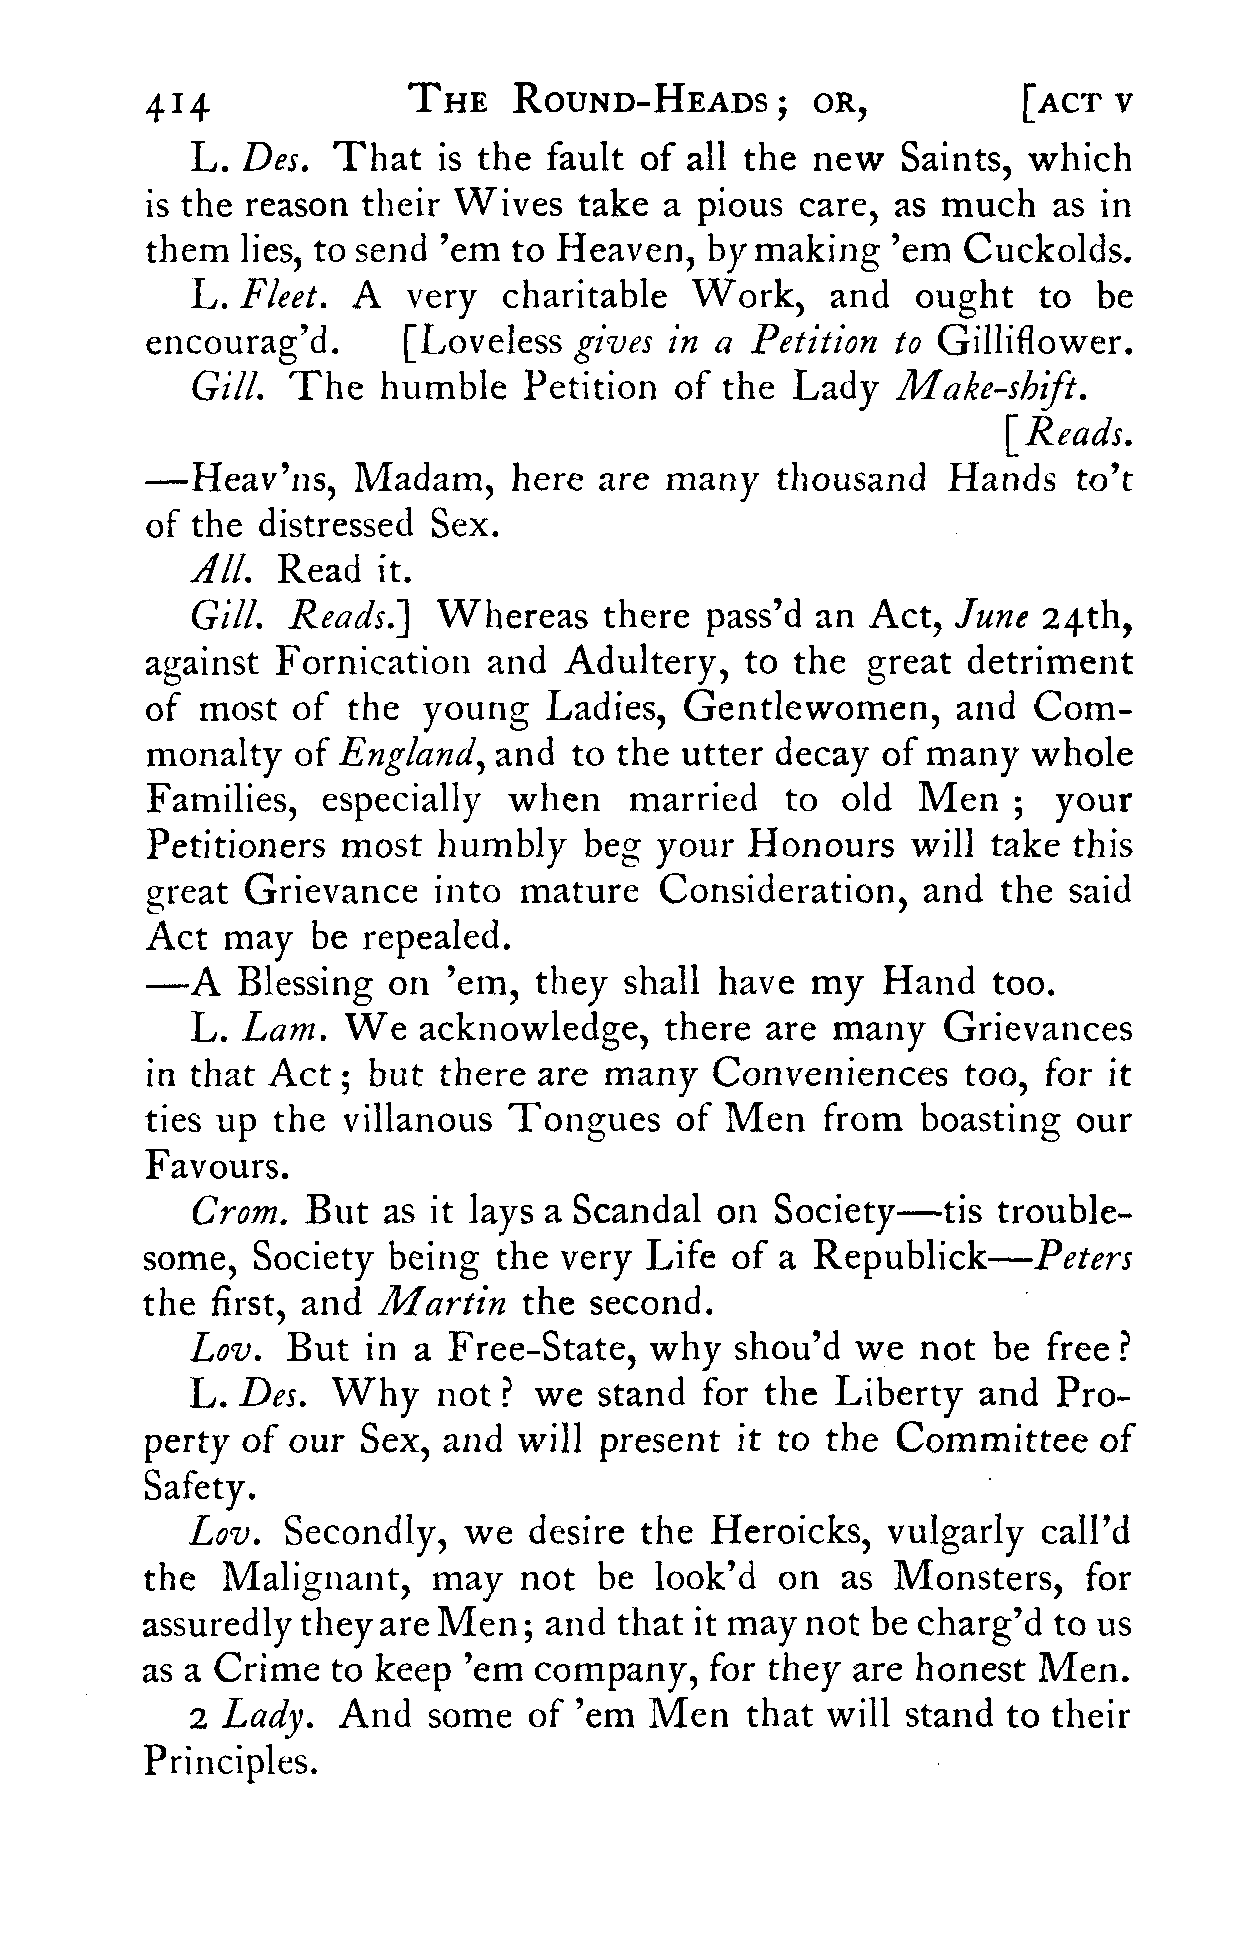 414 The Round-Heads; or, [act v
L. Des. That is the fault of all the new Saints, which
is the reason their Wives take a pious care, as much as in
them lies, to send 'em to Heaven, by making 'em Cuckolds.
L. Fleet. A very charitable Work, and ought to be
encourag'd. [Loveless gives in a Petition to Gilliflower.
Gill. The humble Petition of the Lady Make-shift.
[Reads.
—Heav'ns, Madam, here are many thousand Hands to't
of the distressed Sex.
All. Read it.
Gill. Reads.] Whereas there pass'd an Act, June 24th,
against Fornication and Adultery, to the great detriment
of most of the young Ladies, Gentlewomen, and Com-
monalty of England, and to the utter decay of many whole
Families, especially when married to old Men; your
Petitioners most humbly beg your Honours will take this
great Grievance into mature Consideration, and the said
Act may be repealed.
—A Blessing on 'em, they shall have my Hand too.
L. Lam. We acknowledge, there are many Grievances
in that Act; but there are many Conveniences too, for it
ties up the villanous Tongues of Men from boasting our
Favours.
Crom. But as it lays a Scandal on Society—tis trouble-
some, Society being the very Life of a Republick—Peters
the first, and Martin the second.
Lov. But in a Free-State, why shou'd we not be free?
L. Des. Why not? we stand for the Liberty and Pro-
perty of our Sex, and will present it to the Committee of
Safety.
Lov. Secondly, we desire the Heroicks, vulgarly call'd
the Malignant, may not be look'd on as Monsters, for
assuredly they are Men; and that it may not be charg'd to us
as a Crime to keep 'em company, for they are honest Men.
2 Lady. And some of 'em Men that will stand to their
Principles.